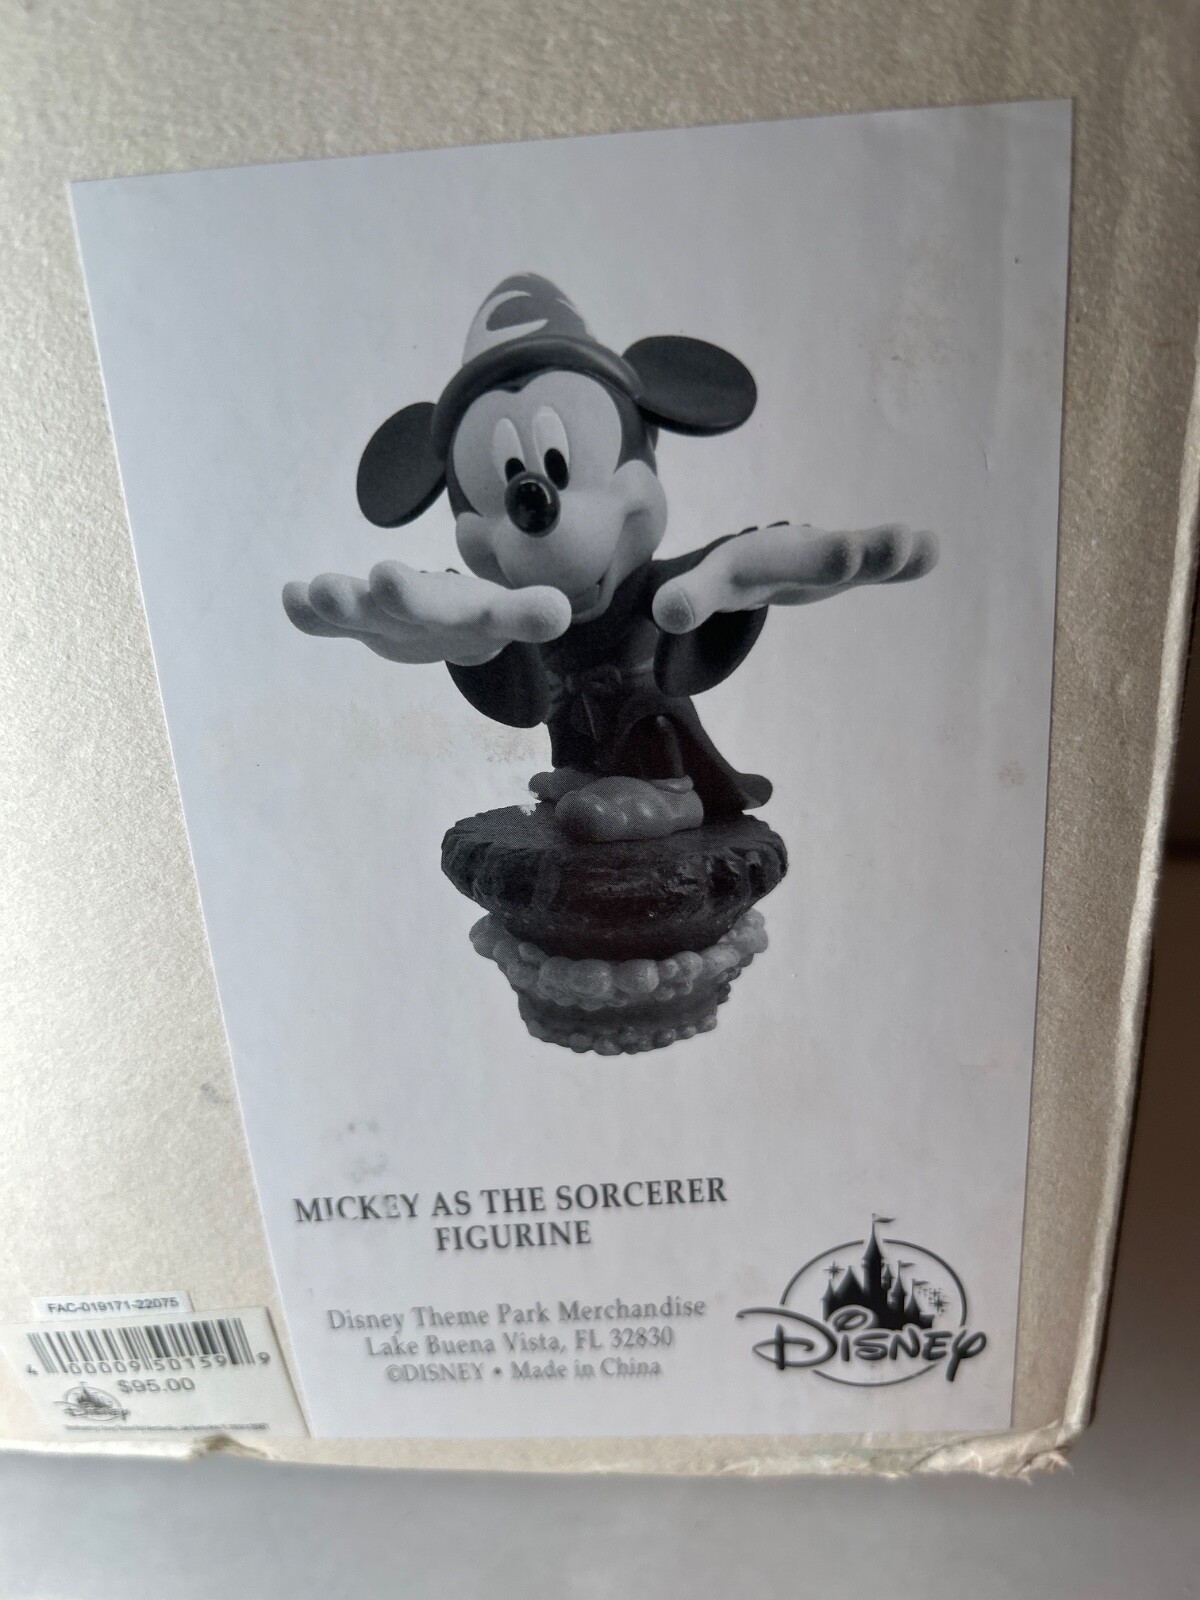 MICKEY AS THE SORCERER
FIGURINE
Disney Theme Park Merchandise
Lake Buena Vista, FL 32830
©DISNEY • Made in China
DISNEY
FAC-019171-22075
4 00009 50159 9
$95.00
Disney